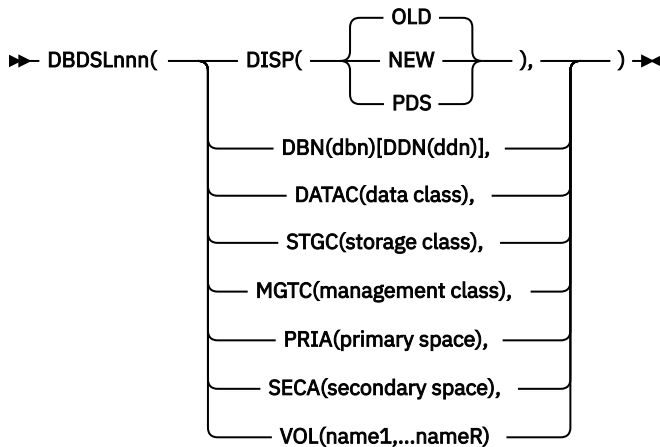 OLD
DBDSLnnn( DISP( NEW ), )
PDS
DBN(dbn)[DDN(ddn)],
DATAC(data class),
STGC(storage class),
MGTC(management class),
PRIA(primary space),
SECA(secondary space),
VOL(name1,...nameR)